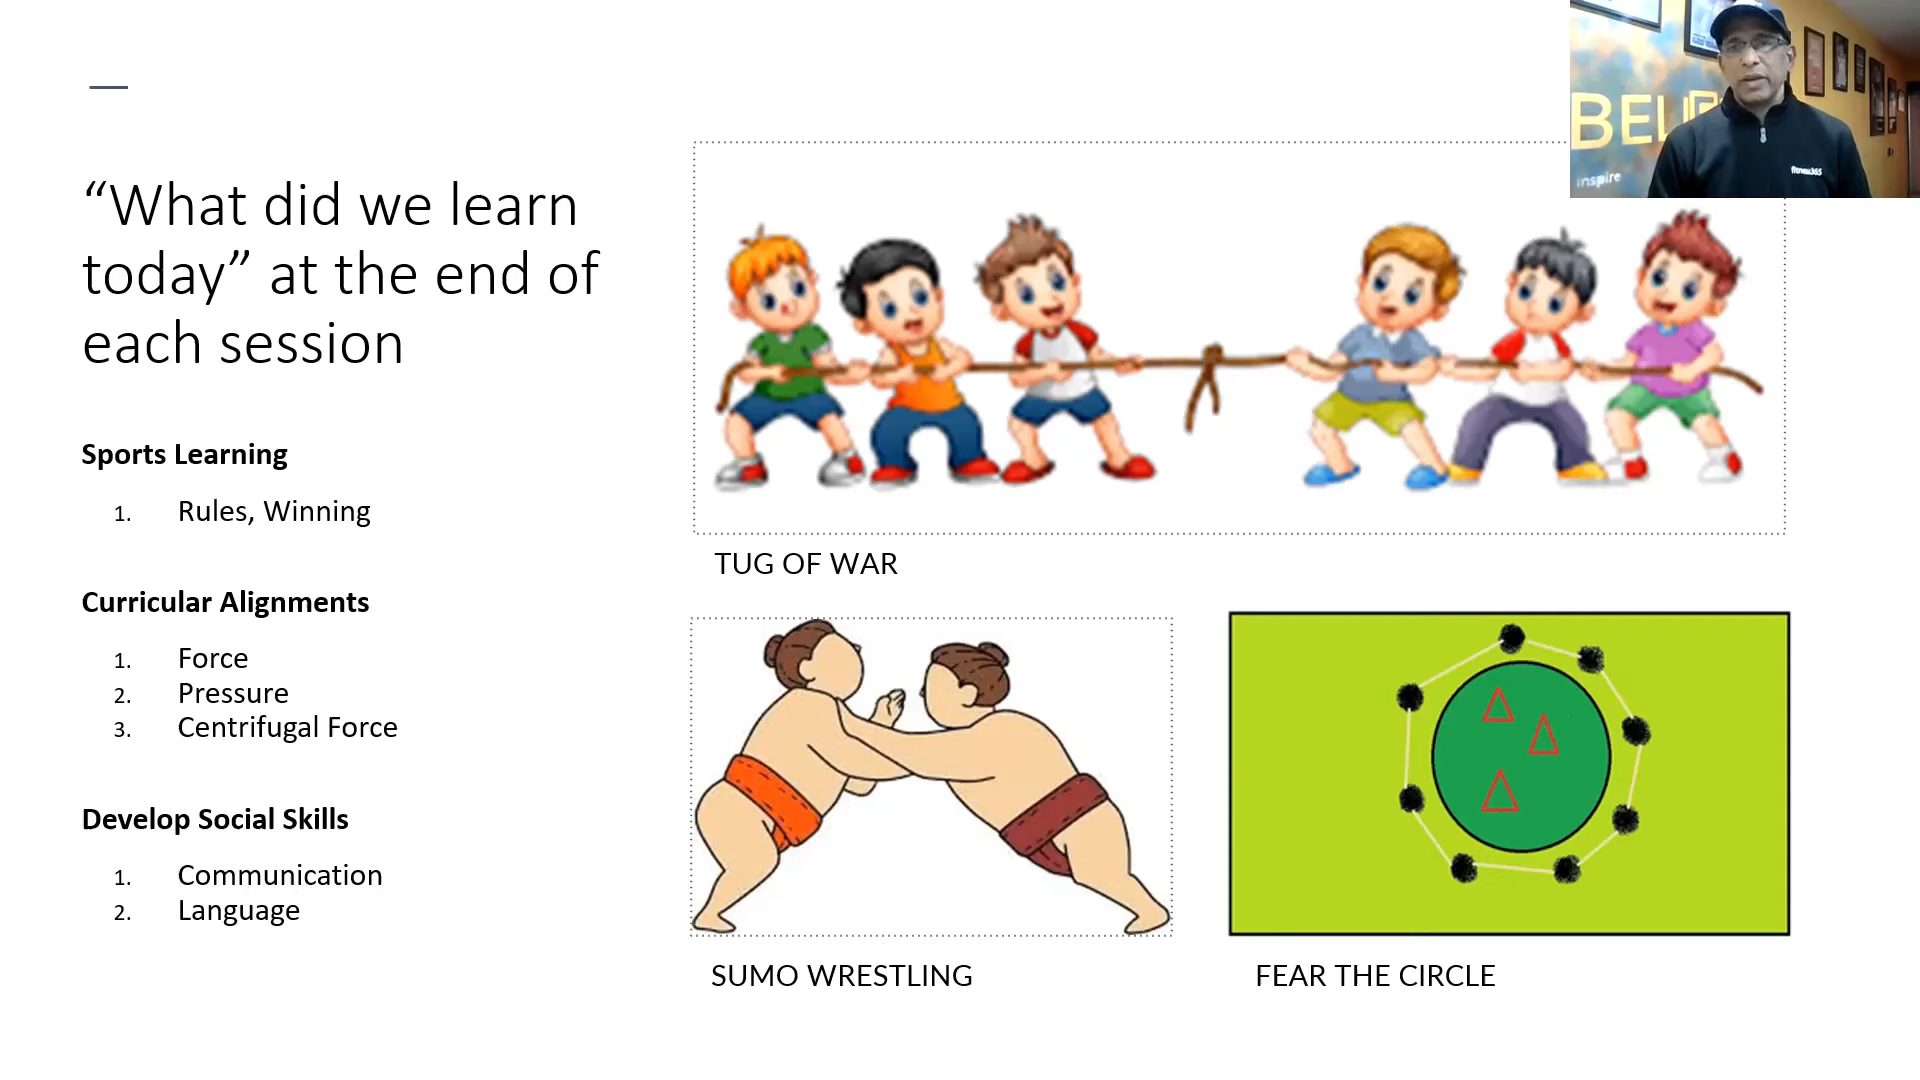 “What did we learn
today” at the end of
each session
Sports Learning
1. Rules, Winning
Curricular Alignments
1. Force
2. Pressure
3. Centrifugal Force
Develop Social Skills
1. Communication
2. Language
TUG OF WAR
SUMO WRESTLING
FEAR THE CIRCLE
inspire
fitness365